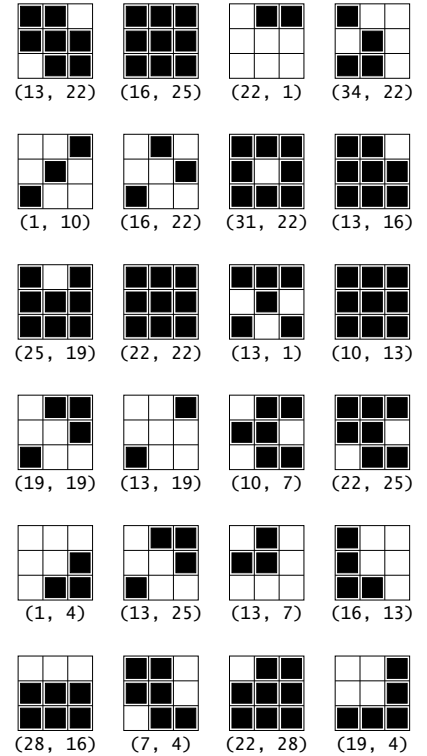 (13, 22) (16, 25) (22, 1) (34, 22)
(1, 10) (16, 22) (31, 22) (13, 16)
(25, 19) (22, 22) (13, 1) (10, 13)
(19, 19) (13, 19) (10, 7) (22, 25)
(1, 4) (13, 25) (13, 7) (16, 13)
(28, 16) (7, 4) (22, 28) (19, 4)